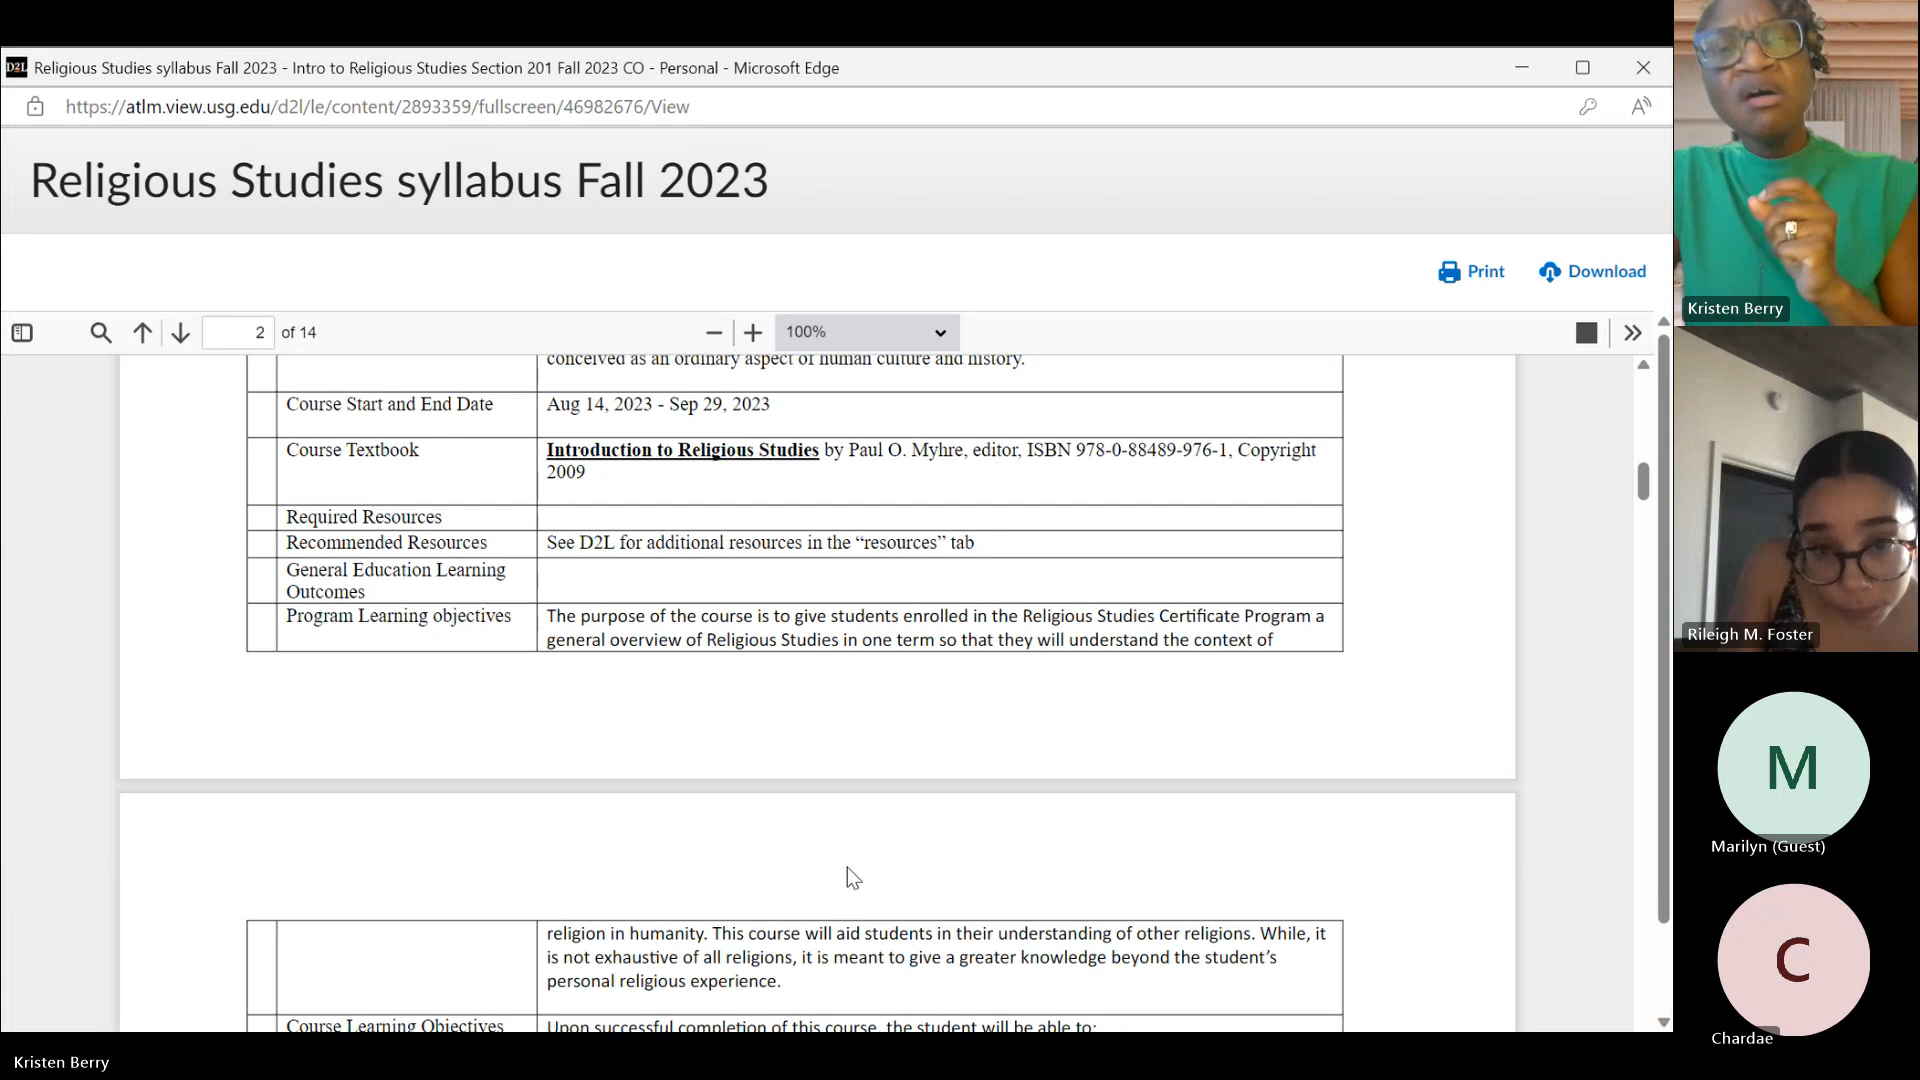 D2L Religious Studies syllabus Fall 2023 - Intro to Religious Studies Section 201 Fall 2023 CO - Personal - Microsoft Edge
https://atlm.view.usg.edu/d2l/le/content/2893359/fullscreen/46982676/View
Religious Studies syllabus Fall 2023
Print Download
2 of 14 100%
conceived as an ordinary aspect of human culture and history.
Course Start and End Date Aug 14, 2023 - Sep 29, 2023
Course Textbook Introduction to Religious Studies by Paul O. Myhre, editor, ISBN 978-0-88489-976-1, Copyright
2009
Required Resources
Recommended Resources See D2L for additional resources in the “resources” tab
General Education Learning
Outcomes
Program Learning objectives The purpose of the course is to give students enrolled in the Religious Studies Certificate Program a
general overview of Religious Studies in one term so that they will understand the context of
religion in humanity. This course will aid students in their understanding of other religions. While, it
is not exhaustive of all religions, it is meant to give a greater knowledge beyond the student’s
personal religious experience.
Course Learning Objectives Upon successful completion of this course, the student will be able to:
Kristen Berry
Kristen Berry
Rileigh M. Foster
M
Marilyn (Guest)
C
Chardae